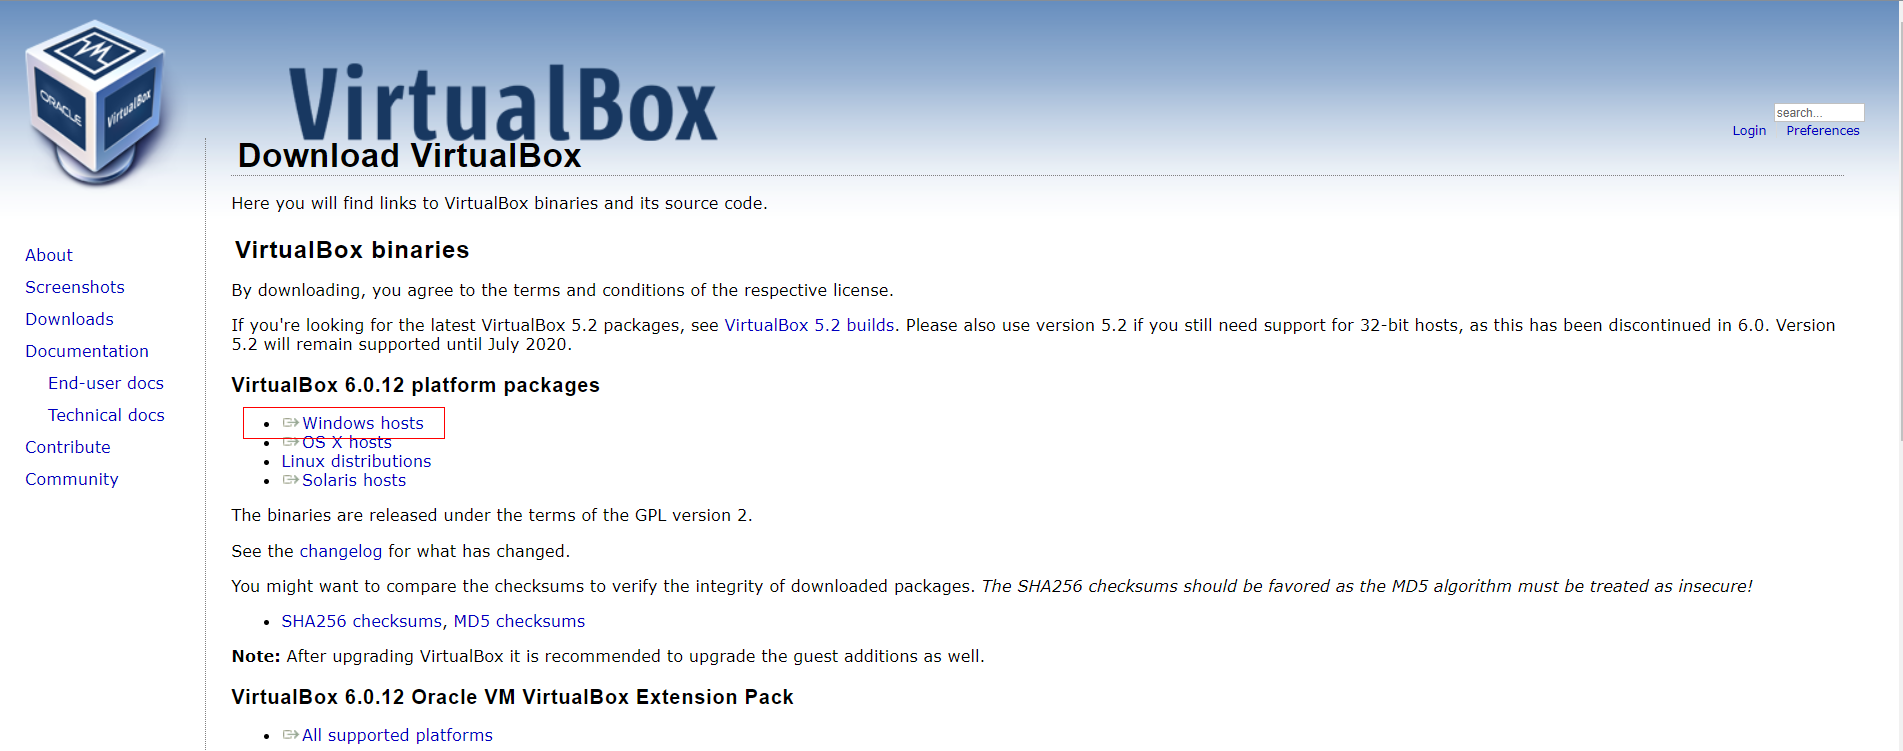 ORACLE
VirtualBox
VirtualBox
search...
Login Preferences
Download VirtualBox
Here you will find links to VirtualBox binaries and its source code.
About
Screenshots
Downloads
Documentation
End-user docs
Technical docs
Contribute
Community
VirtualBox binaries
By downloading, you agree to the terms and conditions of the respective license.
If you're looking for the latest VirtualBox 5.2 packages, see VirtualBox 5.2 builds. Please also use version 5.2 if you still need support for 32-bit hosts, as this has been discontinued in 6.0. Version
5.2 will remain supported until July 2020.
VirtualBox 6.0.12 platform packages
• Windows hosts
• OS X hosts
• Linux distributions
• Solaris hosts
The binaries are released under the terms of the GPL version 2.
See the changelog for what has changed.
You might want to compare the checksums to verify the integrity of downloaded packages. The SHA256 checksums should be favored as the MD5 algorithm must be treated as insecure!
• SHA256 checksums, MD5 checksums
Note: After upgrading VirtualBox it is recommended to upgrade the guest additions as well.
VirtualBox 6.0.12 Oracle VM VirtualBox Extension Pack
• All supported platforms